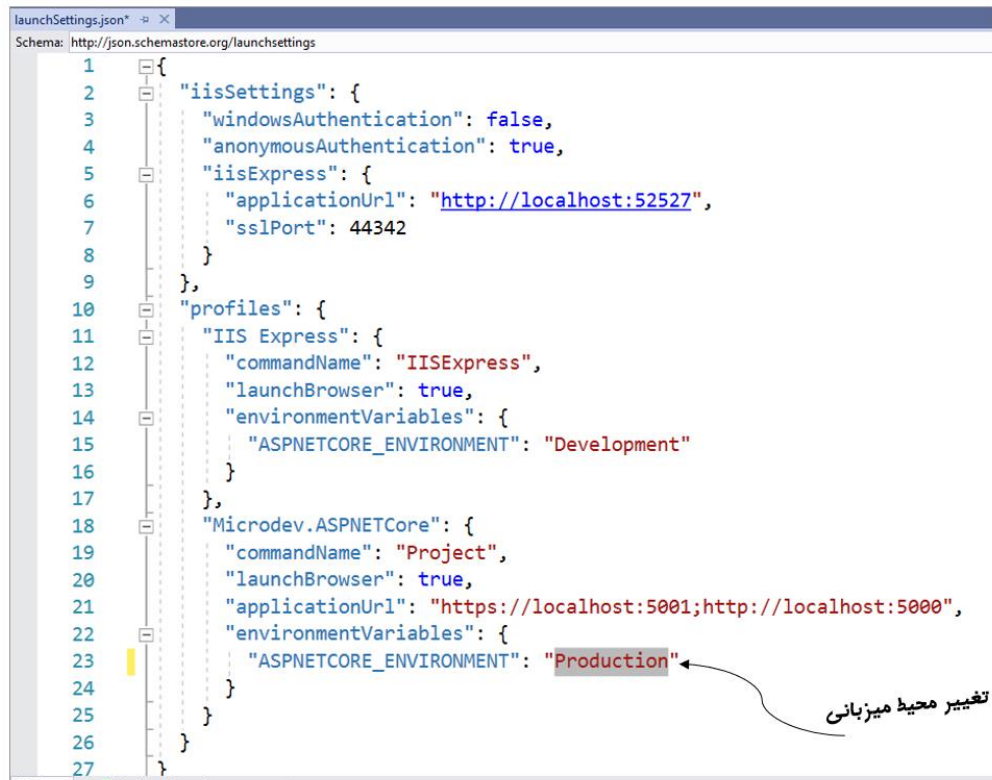 launchSettings.json*
Schema: http://json.schemastore.org/launchsettings
1 {
2 "iisSettings": {
3 "windowsAuthentication": false,
4 "anonymousAuthentication": true,
5 "iisExpress": {
6 "applicationUrl": "http://localhost:52527",
7 "sslPort": 44342
8 }
9 },
10 "profiles": {
11 "IIS Express": {
12 "commandName": "IISExpress",
13 "launchBrowser": true,
14 "environmentVariables": {
15 "ASPNETCORE_ENVIRONMENT": "Development"
16 }
17 },
18 "Microdev.ASPNETCore": {
19 "commandName": "Project",
20 "launchBrowser": true,
21 "applicationUrl": "https://localhost:5001;http://localhost:5000",
22 "environmentVariables": {
23 "ASPNETCORE_ENVIRONMENT": "Production"
24 }
تغییر محیط میزبانی
25 }
26 }
27 }